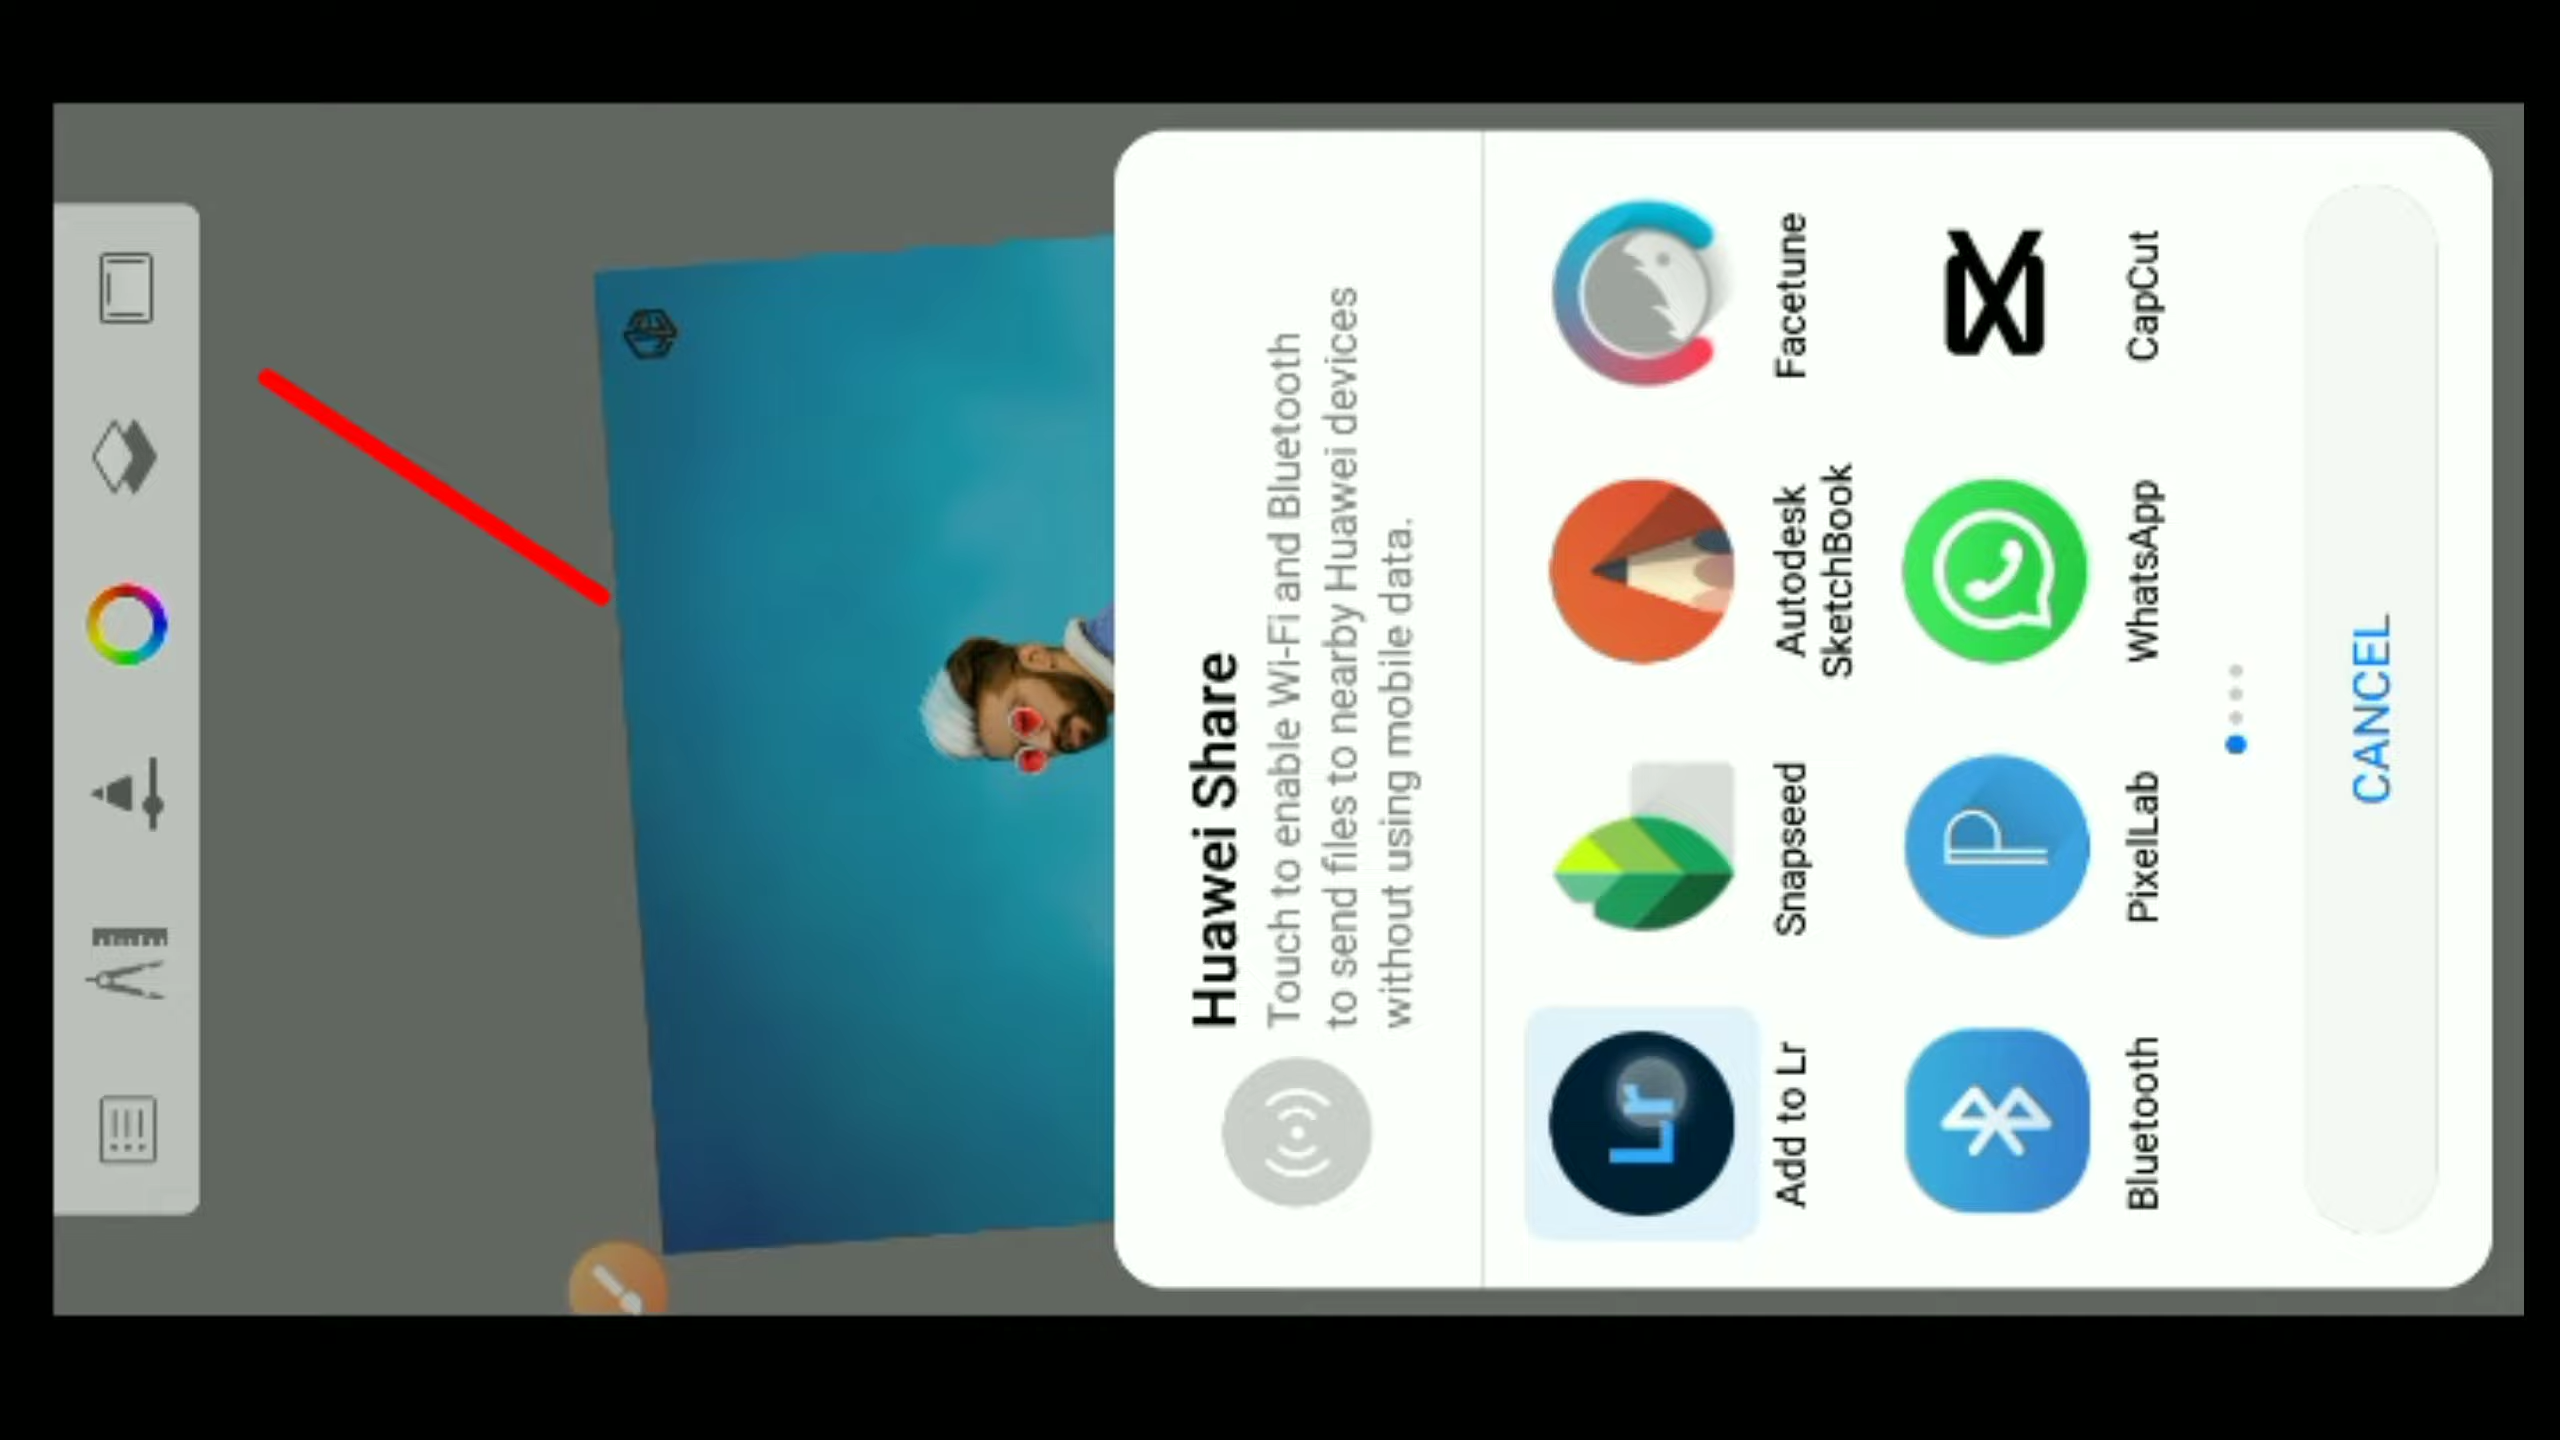 Huawei Share
Touch to enable Wi-Fi and Bluetooth
to send files to nearby Huawei devices
without using mobile data.
Lr
Add to Lr
Snapseed
Autodesk
SketchBook
Facetune
Bluetooth
P
PixelLab
WhatsApp
CapCut
CANCEL